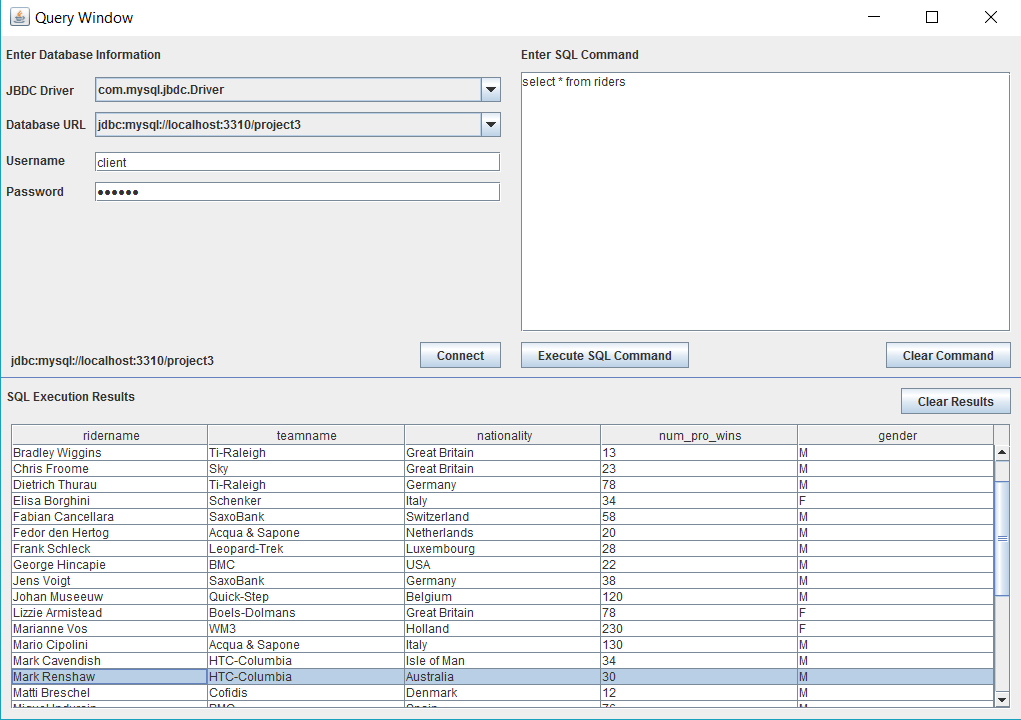 Query Window
Enter Database Information
Enter SQL Command
JBDC Driver com.mysql.jbdc.Driver
select * from riders
Database URL jdbc:mysql://localhost:3310/project3
Username client
Password ••••••
jdbc:mysql://localhost:3310/project3 Connect Execute SQL Command Clear Command
SQL Execution Results Clear Results
ridername teamname nationality num_pro_wins gender
Bradley Wiggins Ti-Raleigh Great Britain 13 M
Chris Froome Sky Great Britain 23 M
Dietrich Thurau Ti-Raleigh Germany 78 M
Elisa Borghini Schenker Italy 34 F
Fabian Cancellara SaxoBank Switzerland 58 M
Fedor den Hertog Acqua & Sapone Netherlands 20 M
Frank Schleck Leopard-Trek Luxembourg 28 M
George Hincapie BMC USA 22 M
Jens Voigt SaxoBank Germany 38 M
Johan Museeuw Quick-Step Belgium 120 M
Lizzie Armistead Boels-Dolmans Great Britain 78 F
Marianne Vos WM3 Holland 230 F
Mario Cipolini Acqua & Sapone Italy 130 M
Mark Cavendish HTC-Columbia Isle of Man 34 M
Mark Renshaw HTC-Columbia Australia 30 M
Matti Breschel Cofidis Denmark 12 M